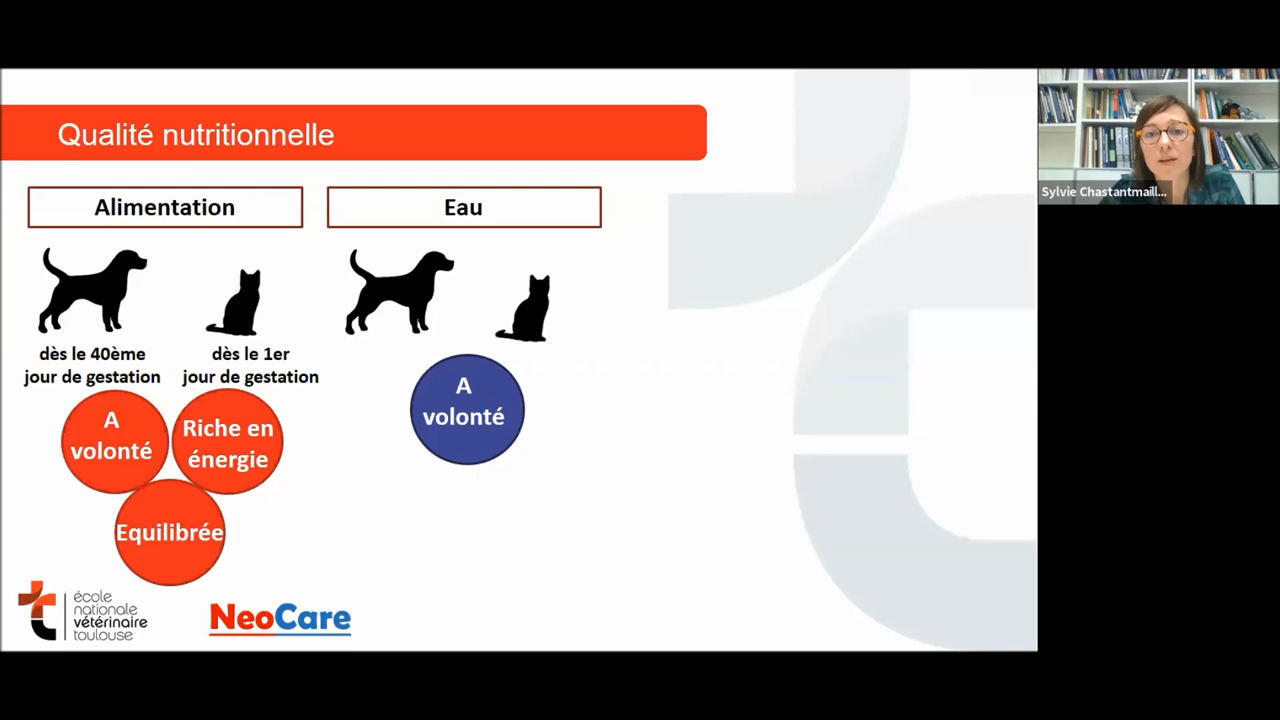 Qualité nutritionnelle
Alimentation
Eau
dès le 40ème
jour de gestation
dès le 1er
jour de gestation
A
volonté
Riche en
énergie
Equilibrée
A
volonté
école
nationale
vétérinaire
toulouse
NeoCare
Sylvie Chastantmaill...